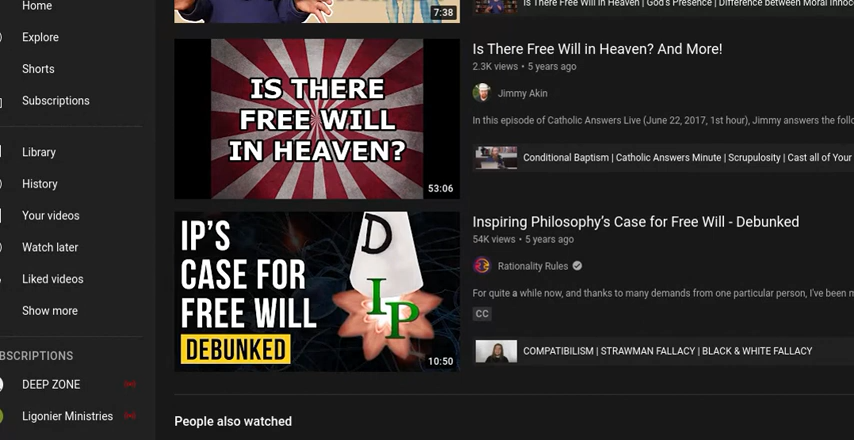 Home
Explore
Shorts
Subscriptions
Library
History
Your videos
Watch later
Liked videos
Show more
BSCRIPTIONS
DEEP ZONE
Ligonier Ministries
7:38
Is There Free Will in Heaven? | God's Presence | Difference between Moral Innoc
IS THERE
FREE WILL
IN HEAVEN?
53:06
Is There Free Will in Heaven? And More!
2.3K views • 5 years ago
Jimmy Akin
In this episode of Catholic Answers Live (June 22, 2017, 1st hour), Jimmy answers the follo
Conditional Baptism | Catholic Answers Minute | Scrupulosity | Cast all of Your
IP'S
CASE FOR
FREE WILL
DEBUNKED
D
IP
10:50
Inspiring Philosophy's Case for Free Will - Debunked
54K views • 5 years ago
Rationality Rules
For quite a while now, and thanks to many demands from one particular person, I've been m
CC
COMPATIBILISM | STRAWMAN FALLACY | BLACK & WHITE FALLACY
People also watched